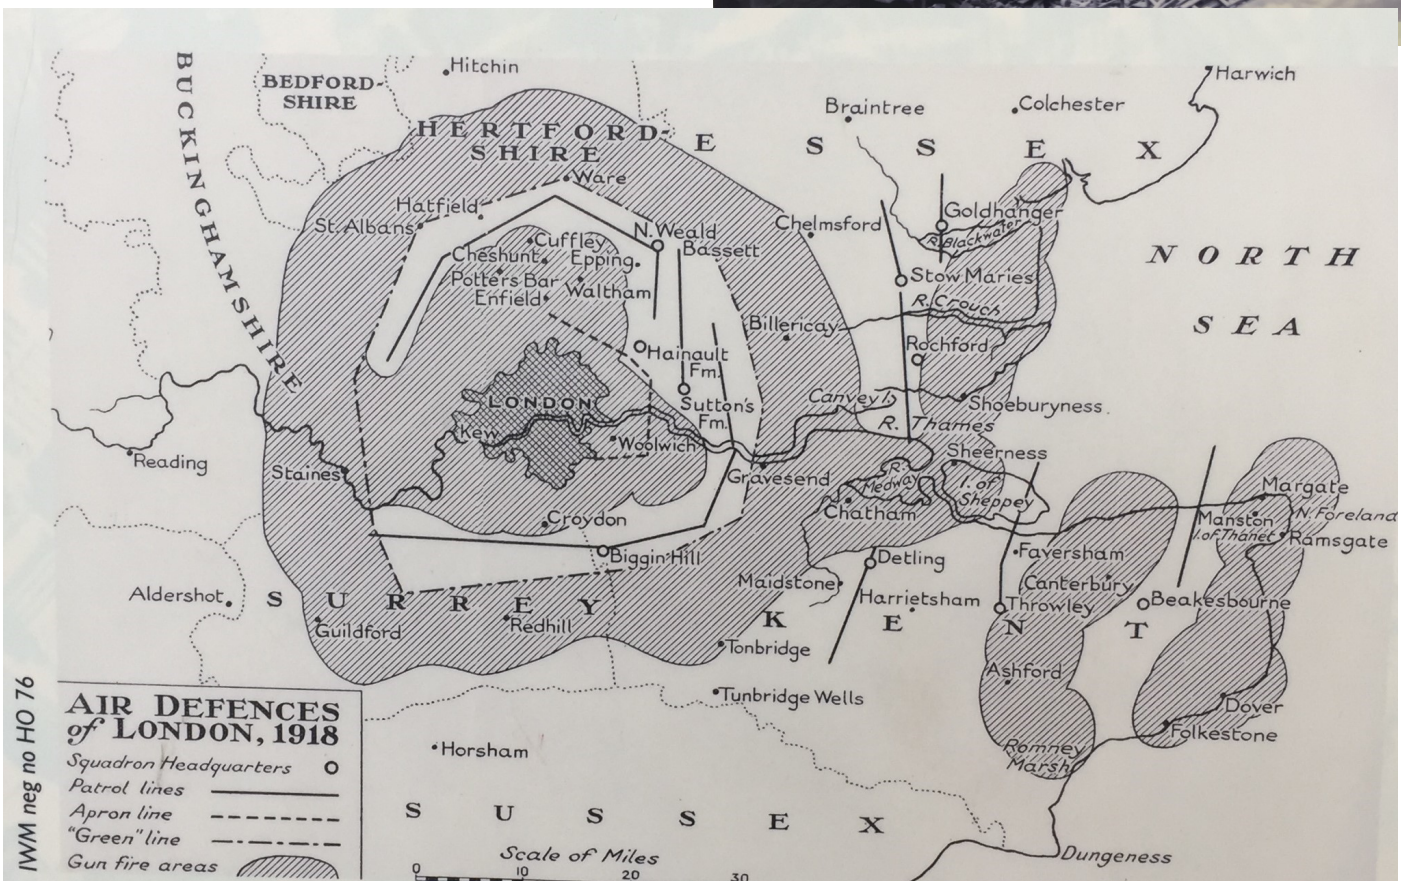 BUCKINGHAMSHIRE
BEDFORD-
SHIRE
Hitchin
Harwich
Braintree
Colchester
HERTFORD-
SHIRE
ESSEX
Ware
Hatfield
St. Albans
Goldhanger
Chelmsford
R. Blackwater
N. Weald
Bassett
Cuffley
Cheshunt
Epping
Potters Bar
Waltham
Enfield
Stow Maries
R. Crouch
NORTH
SEA
Billericay
Rochford
Hainault
Fm.
LONDON
Sutton's
Fm.
Canvey I.
Shoeburyness
R. Thames
Kew
Woolwich
Reading
Staines
Gravesend
Sheerness
R.
Medway
I. of
Sheppey
Chatham
Margate
N. Foreland
Manston
I. of Thanet
Ramsgate
Croydon
Biggin Hill
Detling
Faversham
Maidstone
Canterbury
Aldershot
Harrietsham
Throwley
Beakesbourne
SURREY
KENT
Guildford
Redhill
Tonbridge
Ashford
Tunbridge Wells
Dover
Folkestone
Romney
Marsh
Horsham
SUSSEX
Dungeness
AIR DEFENCES
of LONDON, 1918
Squadron Headquarters
Patrol lines
Apron line
"Green" line
Gun fire areas
Scale of Miles
0 10 20 30
IWM neg no HO 76